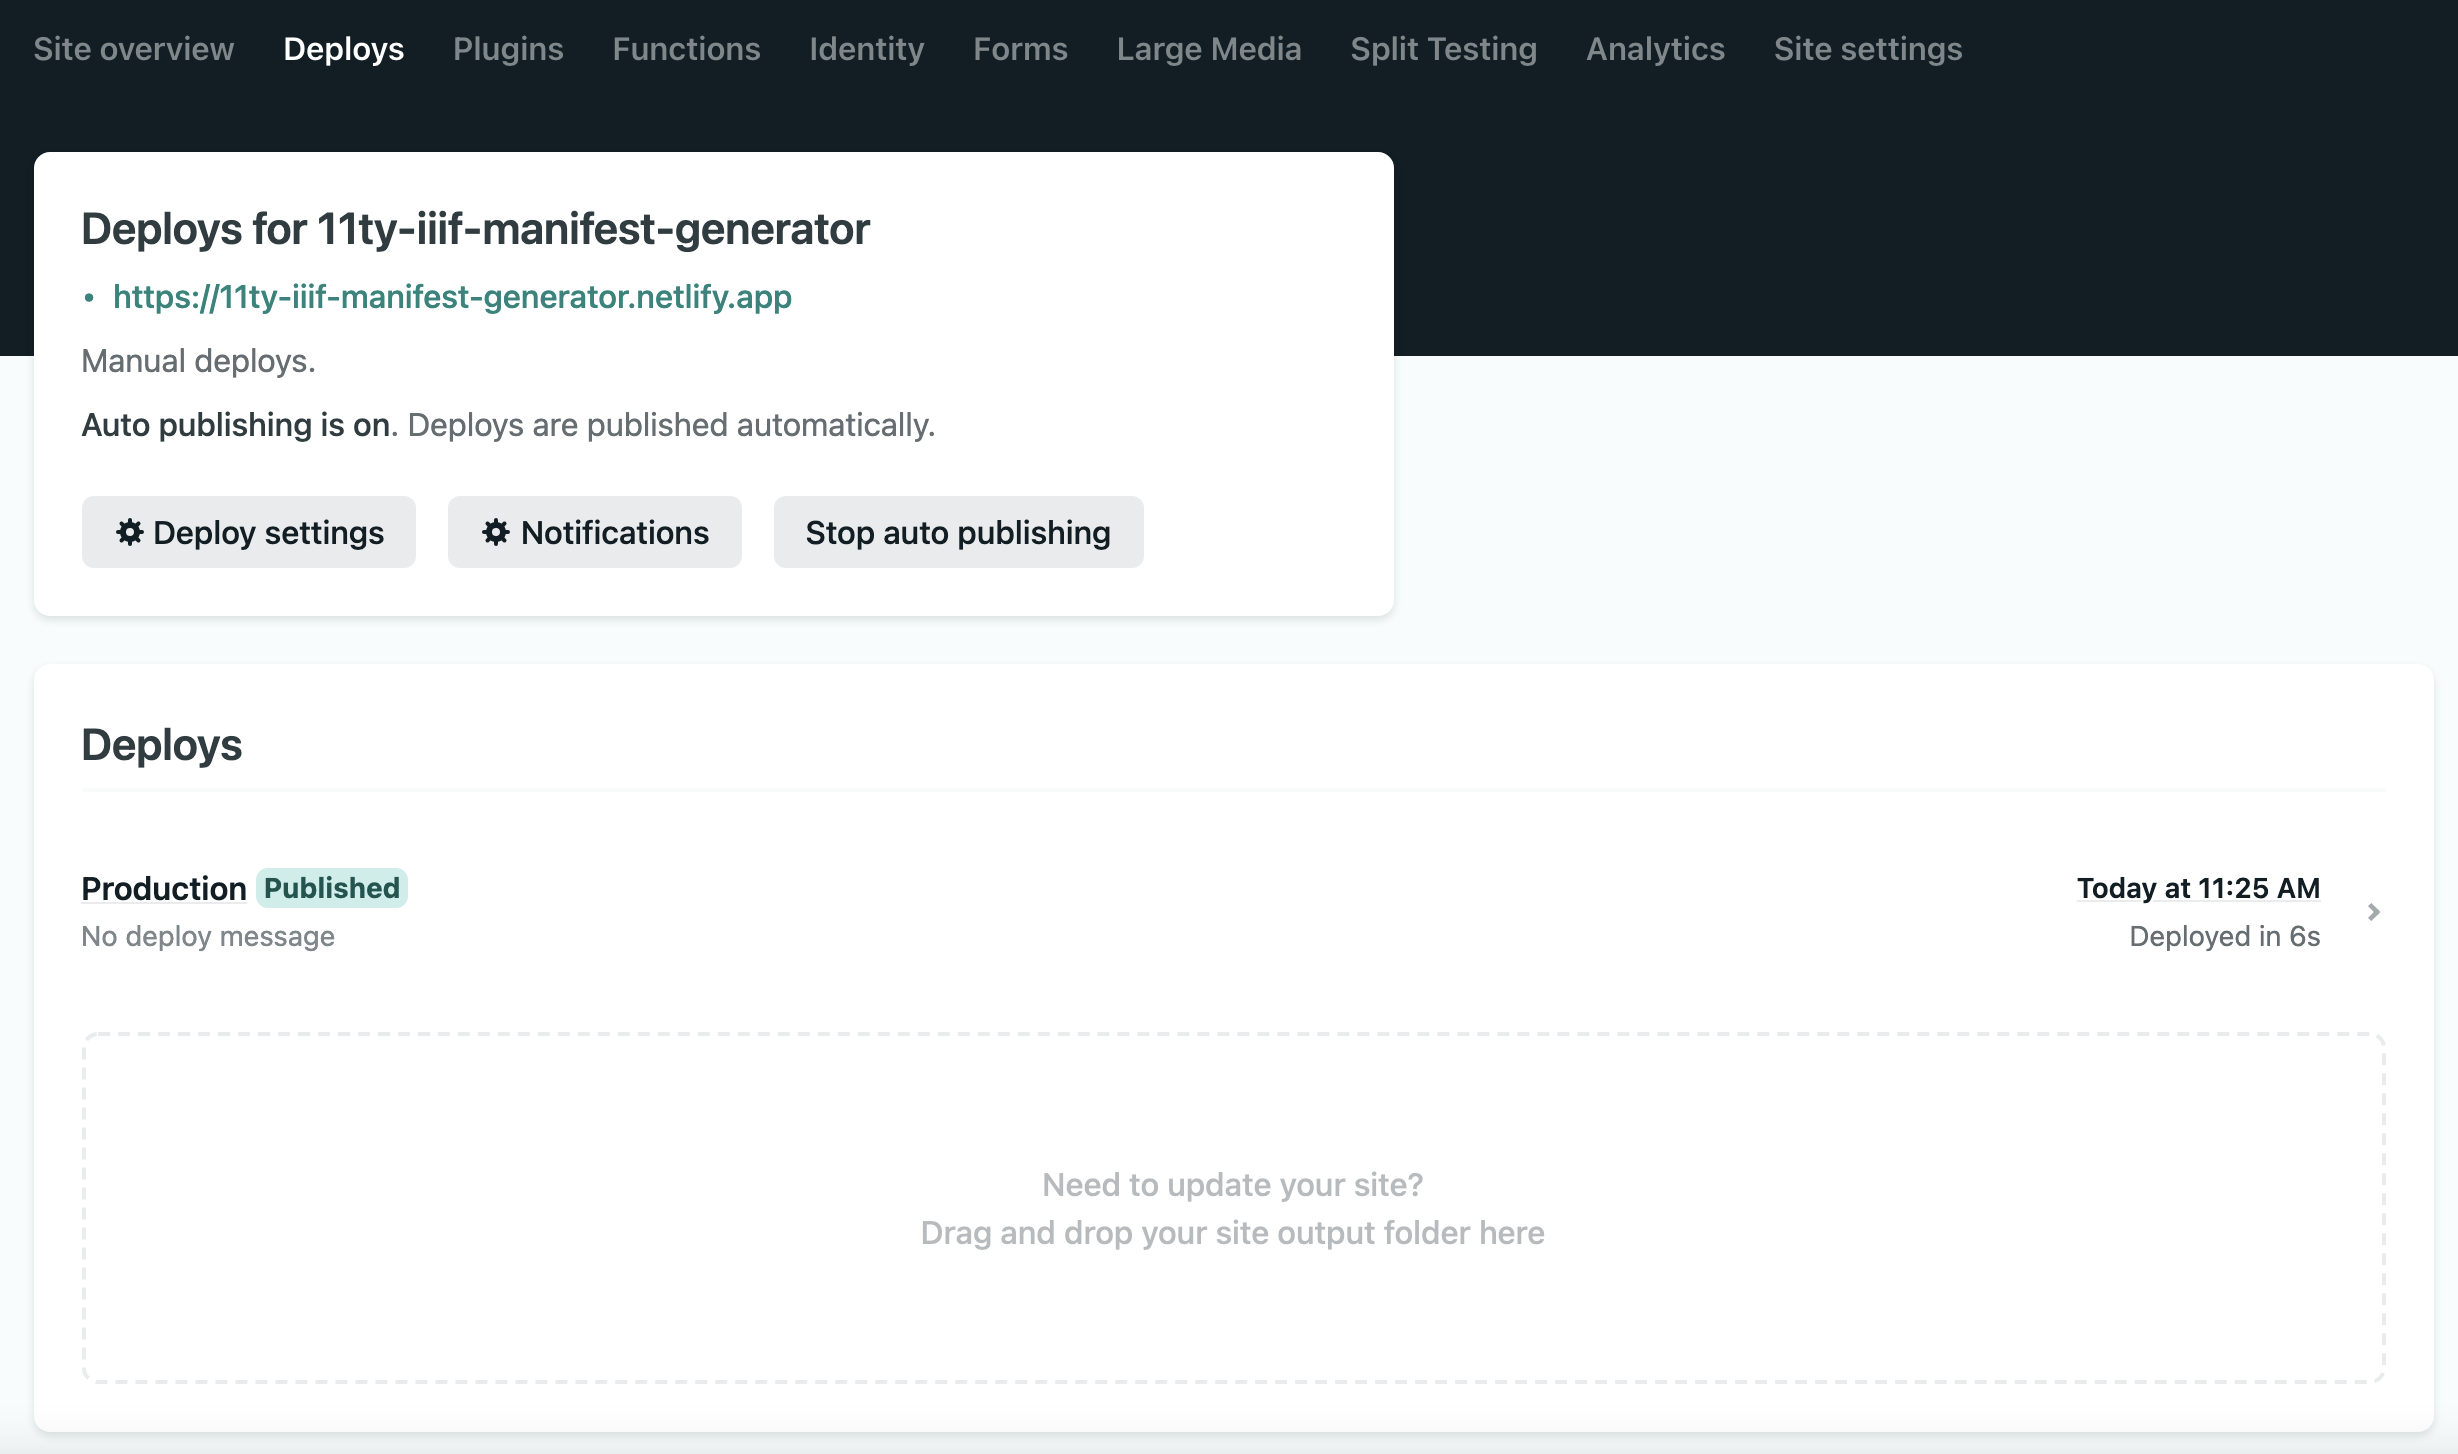 Site overview Deploys Plugins Functions Identity Forms Large Media Split Testing Analytics Site settings
Deploys for 11ty-iiif-manifest-generator
• https://11ty-iiif-manifest-generator.netlify.app
Manual deploys.
Auto publishing is on. Deploys are published automatically.
Deploy settings Notifications Stop auto publishing
Deploys
Production Published Today at 11:25 AM
No deploy message Deployed in 6s
Need to update your site?
Drag and drop your site output folder here